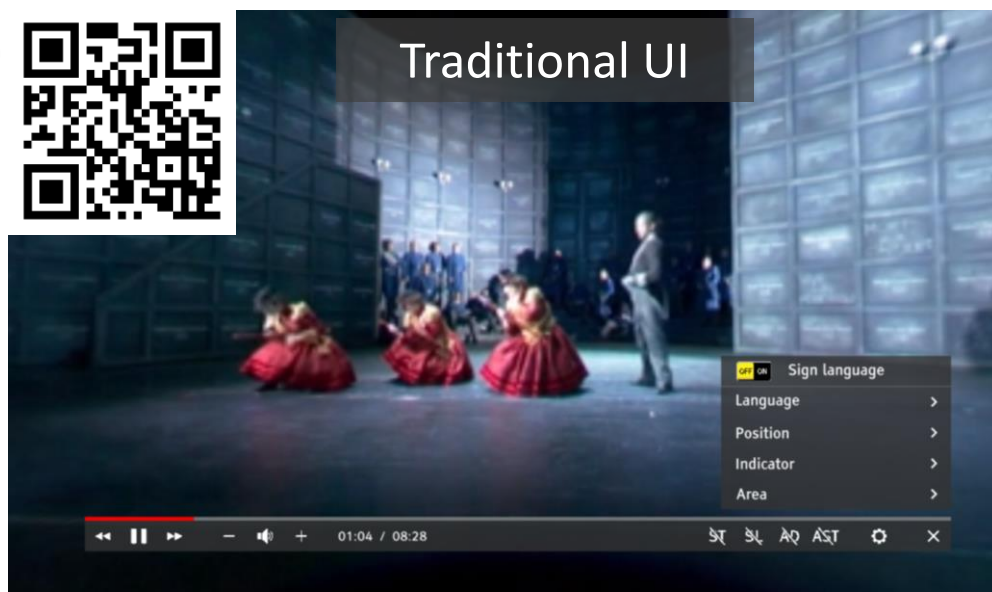 Traditional UI
OFF ON Sign language
Language
Position
Indicator
Area
01:04 / 08:28
ST SL AD AST